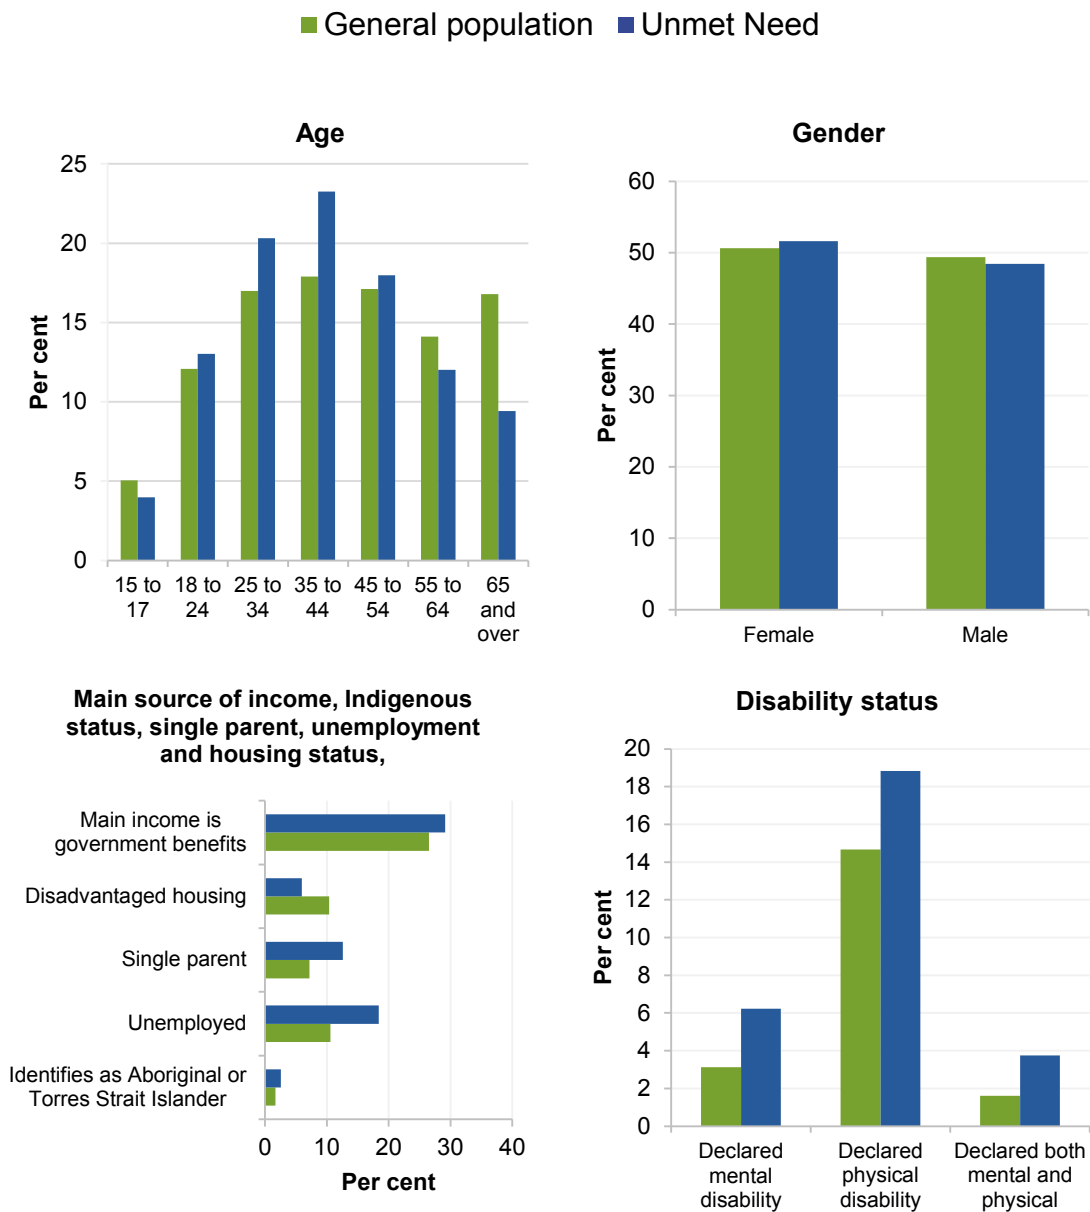 General population Unmet Need
Age
Per cent
25
20
15
10
5
0
15 to
17
18 to
24
25 to
34
35 to
44
45 to
54
55 to
64
65
and
over
Gender
Per cent
60
50
40
30
20
10
0
Female
Male
Main source of income, Indigenous
status, single parent, unemployment
and housing status,
Main income is
government benefits
Disadvantaged housing
Single parent
Unemployed
Identifies as Aboriginal or
Torres Strait Islander
0 10 20 30 40
Per cent
Disability status
Per cent
20
18
16
14
12
10
8
6
4
2
0
Declared
mental
disability
Declared
physical
disability
Declared both
mental and
physical